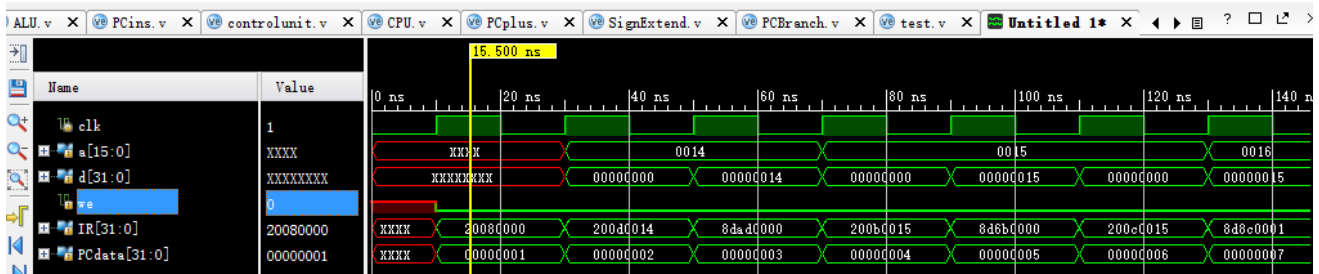 ALU.v X PCins.v X controlunit.v X CPU.v X PCplus.v X SignExtend.v X PCBranch.v X test.v X Untitled 1* X ?
15.500 ns
Name Value
0 ns 20 ns 40 ns 60 ns 80 ns 100 ns 120 ns 140 n
clk 1
a[15:0] XXXX XXXX 0014 0015 0016
d[31:0] XXXXXXXX XXXXXXXX 00000000 00000014 00000000 00000015 00000000 00000015
we 0
IR[31:0] 20080000 XXXX 20080000 200d0014 8dad0000 200b0015 8d6b0000 200c0015 8d8c0001
PCdata[31:0] 00000001 XXXX 00000001 00000002 00000003 00000004 00000005 00000006 00000007